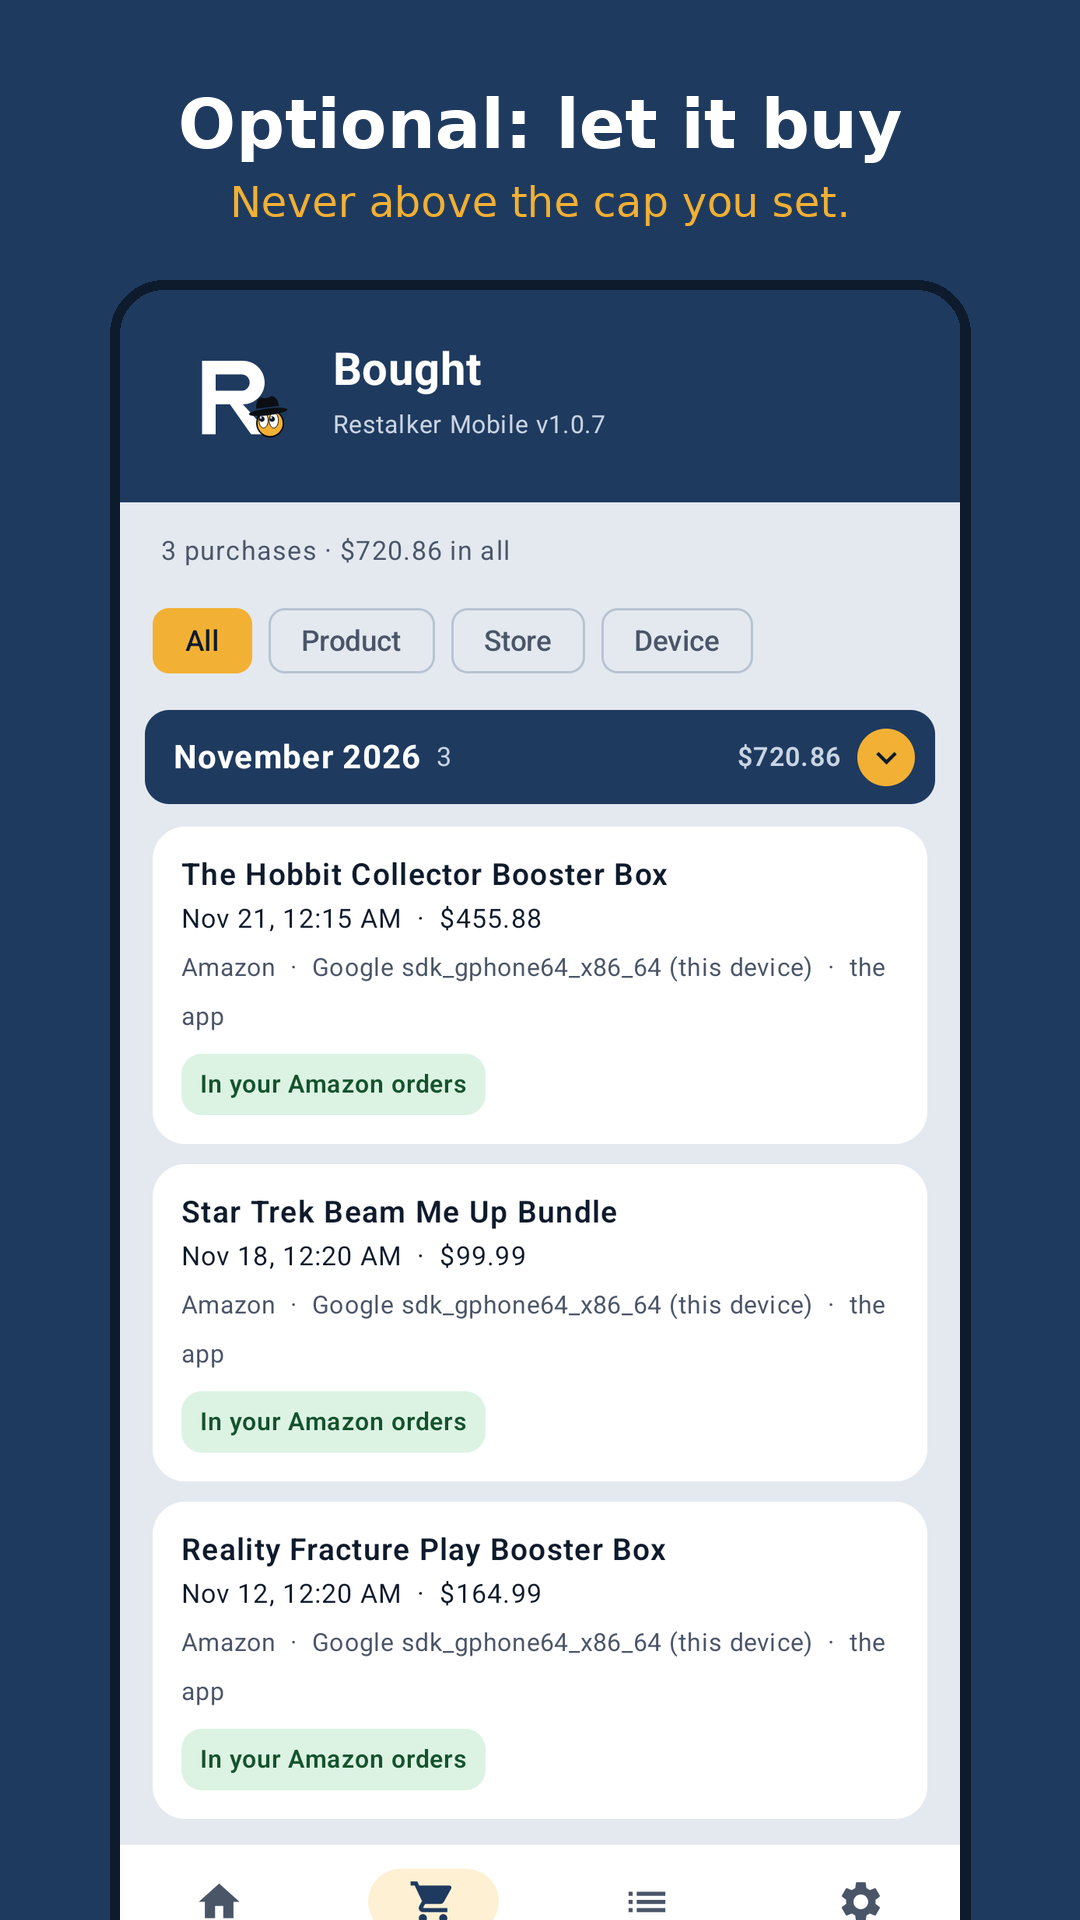 Optional: let it buy
Never above the cap you set.
R
Bought
Restalker Mobile v1.0.7
3 purchases · $720.86 in all
All Product Store Device
November 2026 3 $720.86
The Hobbit Collector Booster Box
Nov 21, 12:15 AM · $455.88
Amazon · Google sdk_gphone64_x86_64 (this device) · the
app
In your Amazon orders
Star Trek Beam Me Up Bundle
Nov 18, 12:20 AM · $99.99
Amazon · Google sdk_gphone64_x86_64 (this device) · the
app
In your Amazon orders
Reality Fracture Play Booster Box
Nov 12, 12:20 AM · $164.99
Amazon · Google sdk_gphone64_x86_64 (this device) · the
app
In your Amazon orders